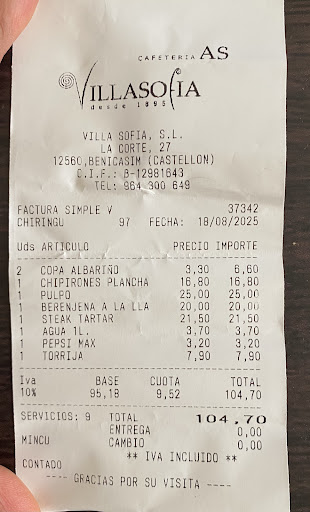 CAFETERIA AS
VILLASOFIA
desde 1995
VILLA SOFIA, S.L.
LA CORTE, 27
12560,BENICASIM (CASTELLON)
C.I.F.: B-12981643
TEL: 964 300 649
FACTURA SIMPLE V 37342
CHIRINGU 97 FECHA: 18/08/2025
Uds ARTICULO PRECIO IMPORTE
2 COPA ALBARIÑO 3,30 6,60
1 CHIPIRONES PLANCHA 16,80 16,80
1 PULPO 25,00 25,00
1 BERENJENA A LA LLA 20,00 20,00
1 STEAK TARTAR 21,50 21,50
1 AGUA 1L. 3,70 3,70
1 PEPSI MAX 3,20 3,20
1 TORRIJA 7,90 7,90
Iva BASE CUOTA TOTAL
10% 95,18 9,52 104,70
SERVICIOS: 9 TOTAL 104,70
ENTREGA 0,00
MINCU CAMBIO 0,00
** IVA INCLUIDO **
CONTADO
---- GRACIAS POR SU VISITA ----